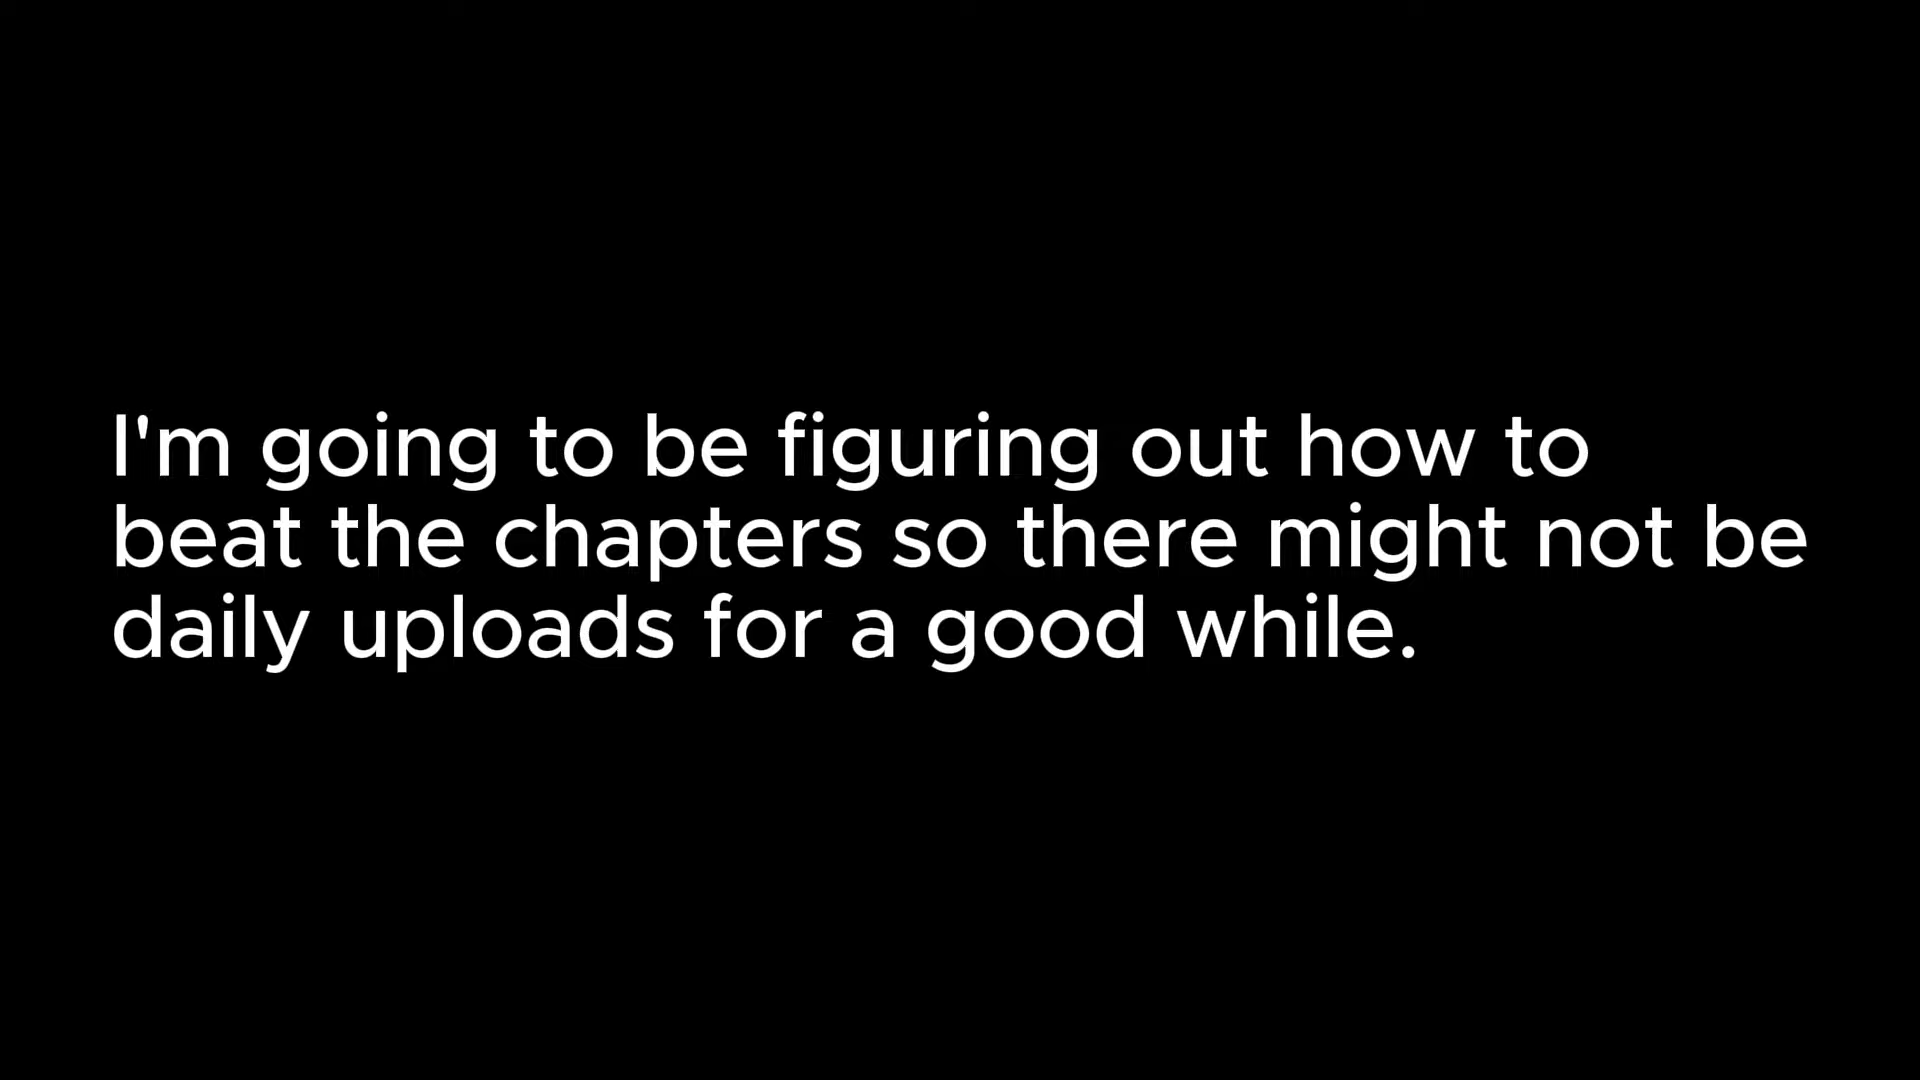 I'm going to be figuring out how to
beat the chapters so there might not be
daily uploads for a good while.